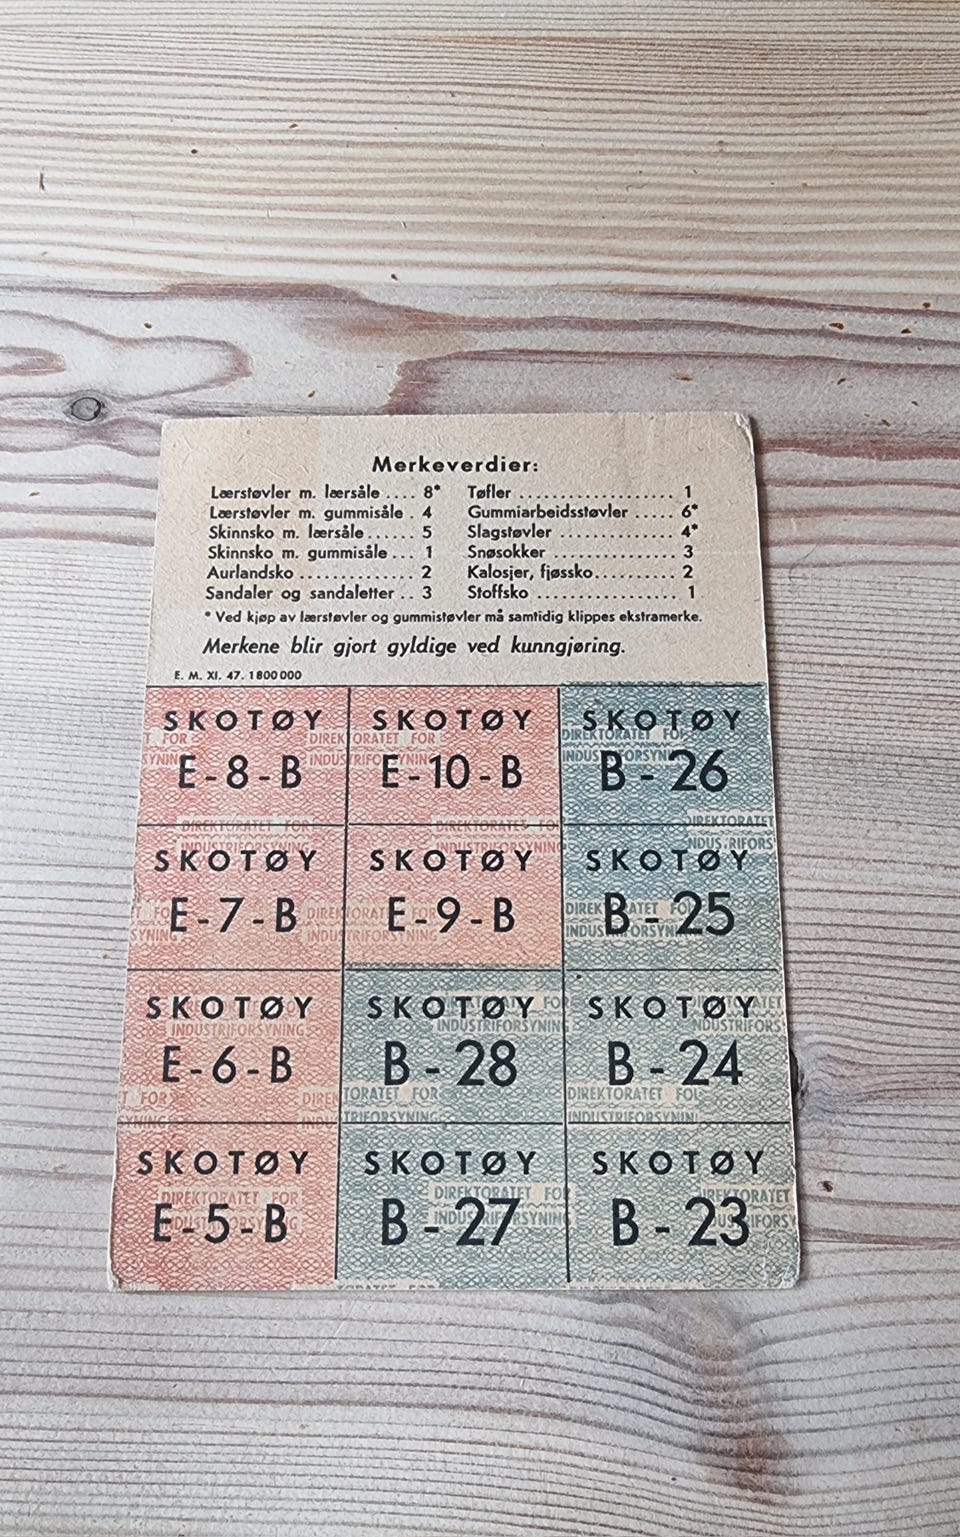 Merkeverdier:
Lærstøvler m. lærsåle .... 8*
Lærstøvler m. gummisåle . 4
Skinnsko m. lærsåle ...... 5
Skinnsko m. gummisåle ... 1
Aurlandsko .............. 2
Sandaler og sandaletter .. 3
Tøfler ................... 1
Gummiarbeidsstøvler ..... 6*
Slagstøvler ............. 4*
Snøsokker ............... 3
Kalosjer, fjøssko.......... 2
Stoffsko ................. 1
* Ved kjøp av lærstøvler og gummistøvler må samtidig klippes ekstramerke.
Merkene blir gjort gyldige ved kunngjøring.
E. M. XI. 47. 1800000
SKOTØY
E-8-B
SKOTØY
E-10-B
SKOTØY
B-26
SKOTØY
E-7-B
SKOTØY
E-9-B
SKOTØY
B-25
SKOTØY
E-6-B
SKOTØY
B-28
SKOTØY
B-24
SKOTØY
E-5-B
SKOTØY
B-27
SKOTØY
B-23
DIREKTORATET FOR
INDUSTRIFORSYNING